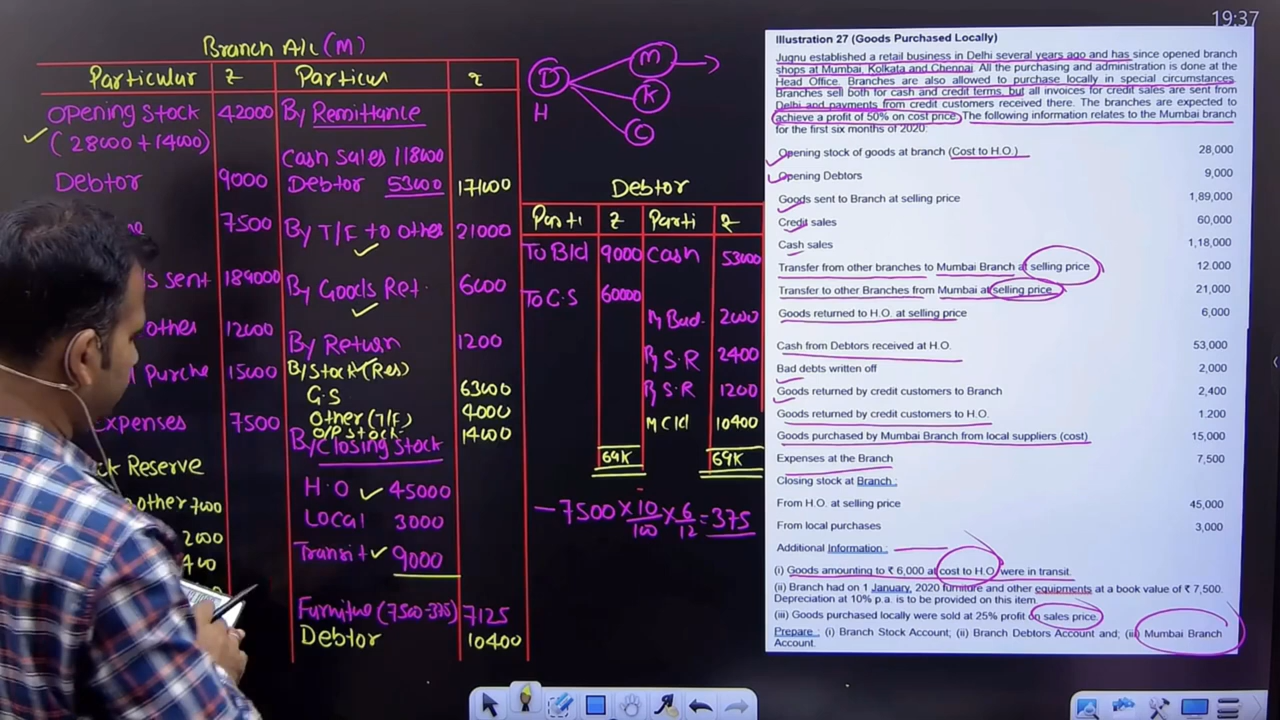 19:37
Branch A/c (M)
Particular ₹ Particus ₹
Opening Stock 42000 By Remittance
(28000+14000)
Cash Sales 118000
Debtor 9000 Debtor 53000 171000
7500 By T/F to Other 21000
s sent 189000 By Goods Ret. 6000
other 12000 By Return 1200
Purche 15000 B/Stock (Res)
G.S 63000
Expenses 7500 Other (T/F) 4000
O/P Stock 14000
ck Reserve By Closing Stock
other 7000 H.O 45000
2000 Local 3000
400 Transit 9000
Furnitue (7500-375) 7125
Debtor 10400
D
H
M
K
C
Debtor
Parti ₹ Parti ₹
To B/d 9000 Cash 53000
To C.S 60000
By Bad. 2000
By S.R 2400
By S.R 1200
10400
69K 69K
-7500 × 10/100 × 6/12 = 375
Illustration 27 (Goods Purchased Locally)
Jugnu established a retail business in Delhi several years ago and has since opened branch
shops at Mumbai, Kolkata and Chennai. All the purchasing and administration is done at the
Head Office. Branches are also allowed to purchase locally in special circumstances.
Branches sell both for cash and credit terms, but all invoices for credit sales are sent from
Delhi and payments from credit customers received there. The branches are expected to
achieve a profit of 50% on cost price. The following information relates to the Mumbai branch
for the first six months of 2020:
Opening stock of goods at branch (Cost to H.O.) 28,000
Opening Debtors 9,000
Goods sent to Branch at selling price 1,89,000
Credit sales 60,000
Cash sales 1,18,000
Transfer from other branches to Mumbai Branch at selling price 12.000
Transfer to other Branches from Mumbai at selling price 21,000
Goods returned to H.O. at selling price 6,000
Cash from Debtors received at H.O. 53,000
Bad debts written off 2,000
Goods returned by credit customers to Branch 2,400
Goods returned by credit customers to H.O. 1.200
Goods purchased by Mumbai Branch from local suppliers (cost) 15,000
Expenses at the Branch 7,500
Closing stock at Branch :
From H.O. at selling price 45,000
From local purchases 3,000
Additional Information :
(i) Goods amounting to ₹ 6,000 at cost to H.O. were in transit.
(ii) Branch had on 1 January, 2020 furniture and other equipments at a book value of ₹ 7,500.
Depreciation at 10% p.a. is to be provided on this item
(iii) Goods purchased locally were sold at 25% profit on sales price.
Prepare : (i) Branch Stock Account; (ii) Branch Debtors Account and; (iii) Mumbai Branch
Account.